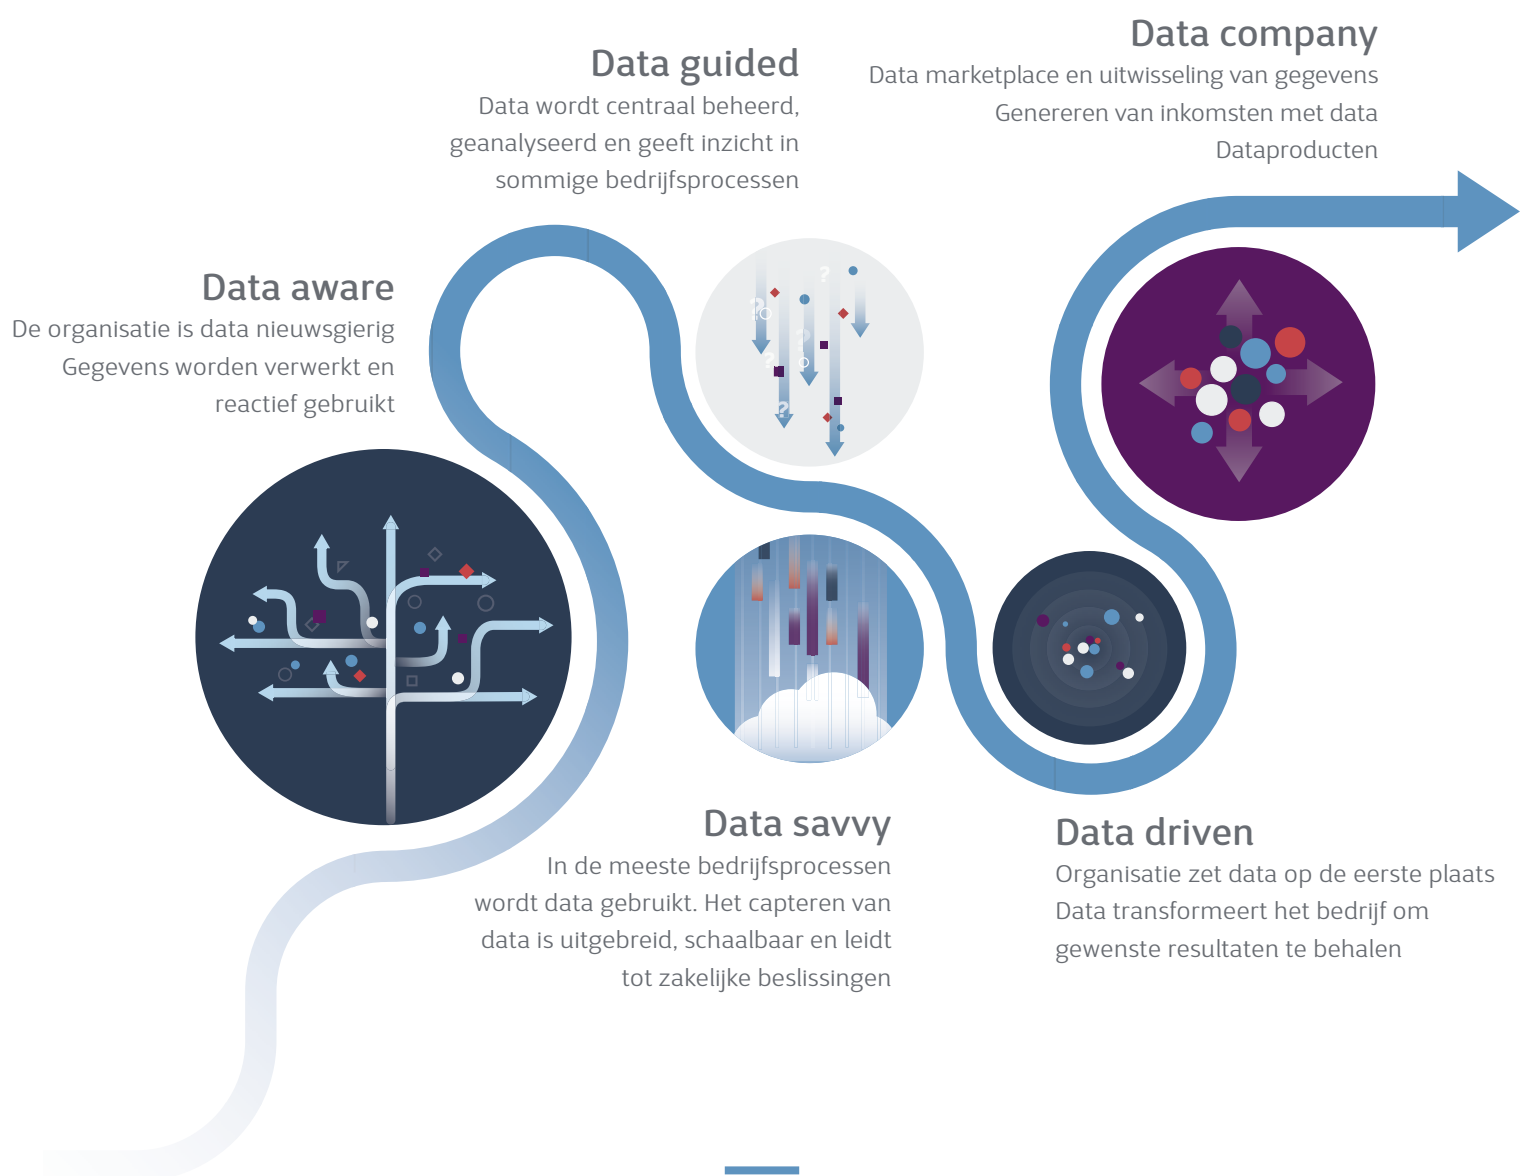 Data aware
De organisatie is data nieuwsgierig
Gegevens worden verwerkt en
reactief gebruikt
Data guided
Data wordt centraal beheerd,
geanalyseerd en geeft inzicht in
sommige bedrijfsprocessen
Data savvy
In de meeste bedrijfsprocessen
wordt data gebruikt. Het capteren van
data is uitgebreid, schaalbaar en leidt
tot zakelijke beslissingen
Data driven
Organisatie zet data op de eerste plaats
Data transformeert het bedrijf om
gewenste resultaten te behalen
Data company
Data marketplace en uitwisseling van gegevens
Genereren van inkomsten met data
Dataproducten